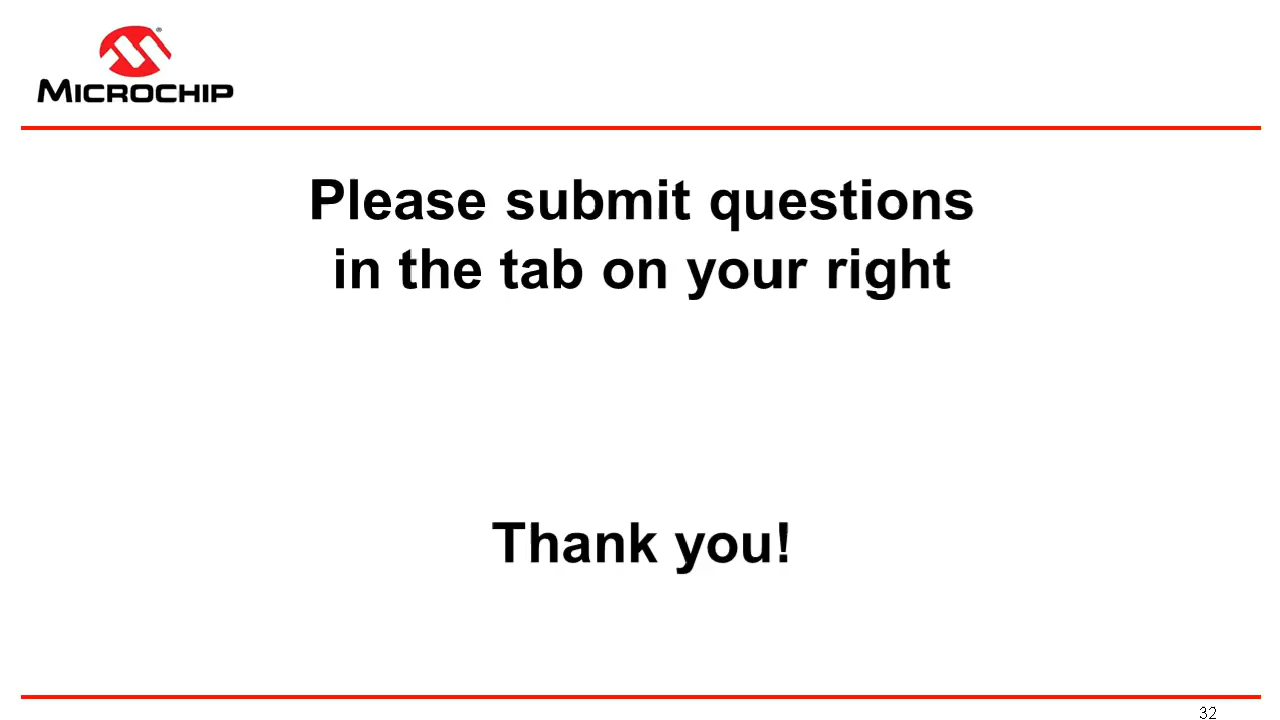 MICROCHIP
Please submit questions
in the tab on your right
Thank you!
32